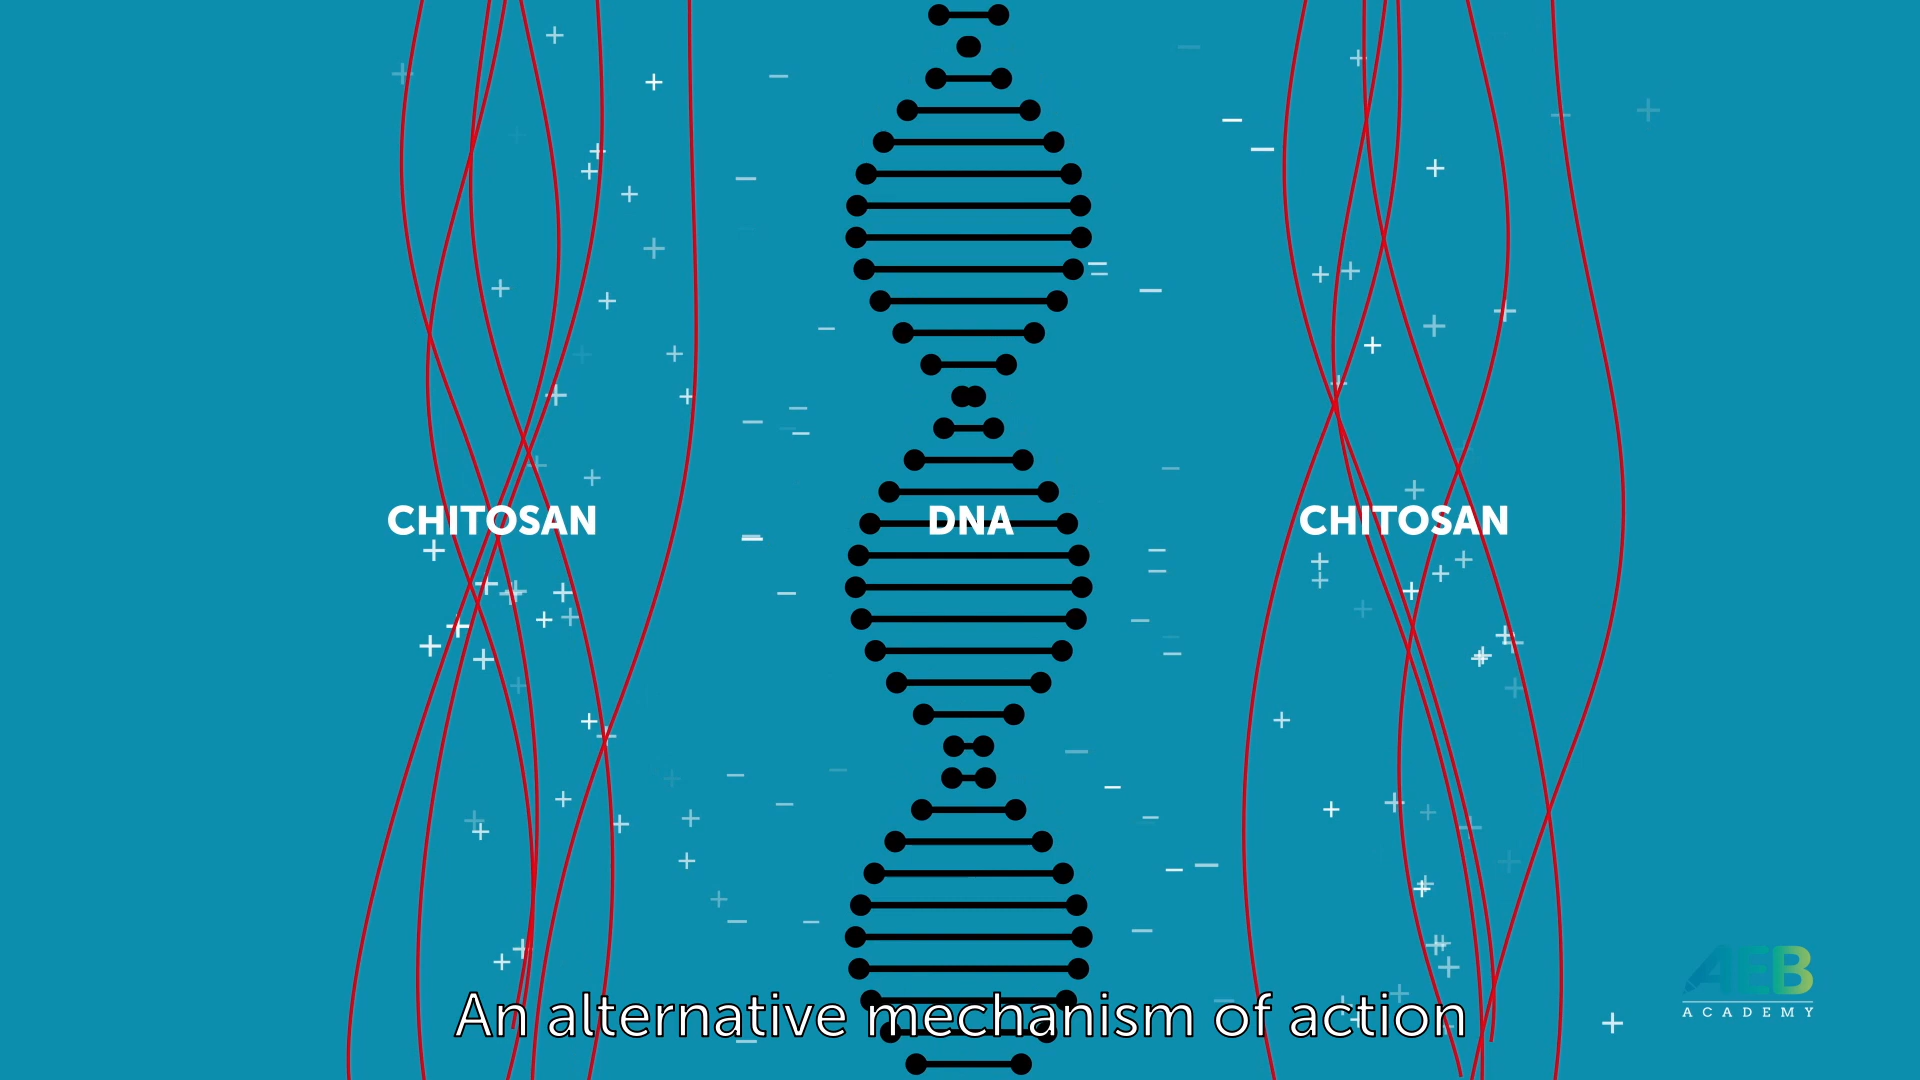 CHITOSAN DNA CHITOSAN
An alternative mechanism of action
AEB
ACADEMY